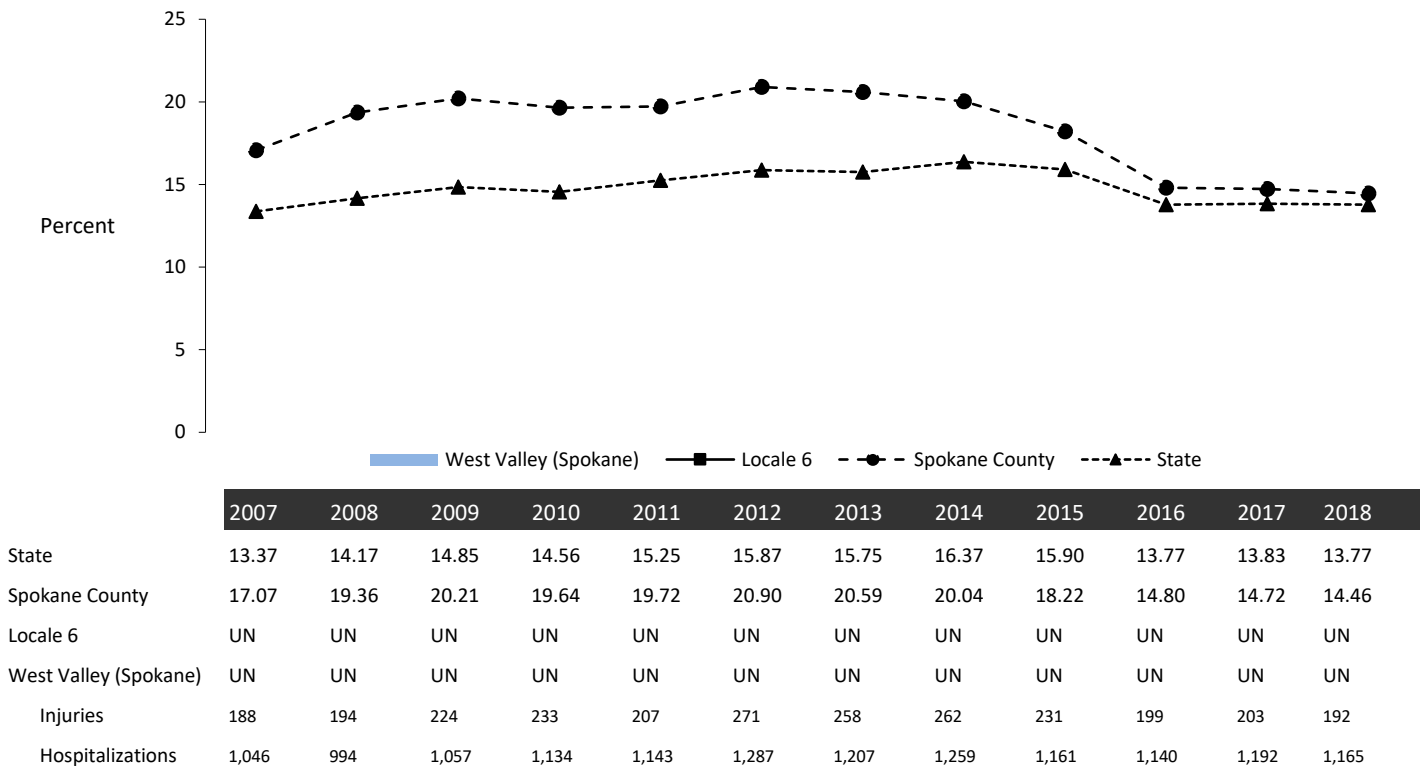 25
20
15
Percent
10
5
0
West Valley (Spokane) Locale 6 Spokane County State
2007 2008 2009 2010 2011 2012 2013 2014 2015 2016 2017 2018
State 13.37 14.17 14.85 14.56 15.25 15.87 15.75 16.37 15.90 13.77 13.83 13.77
Spokane County 17.07 19.36 20.21 19.64 19.72 20.90 20.59 20.04 18.22 14.80 14.72 14.46
Locale 6 UN UN UN UN UN UN UN UN UN UN UN UN
West Valley (Spokane) UN UN UN UN UN UN UN UN UN UN UN UN
Injuries 188 194 224 233 207 271 258 262 231 199 203 192
Hospitalizations 1,046 994 1,057 1,134 1,143 1,287 1,207 1,259 1,161 1,140 1,192 1,165